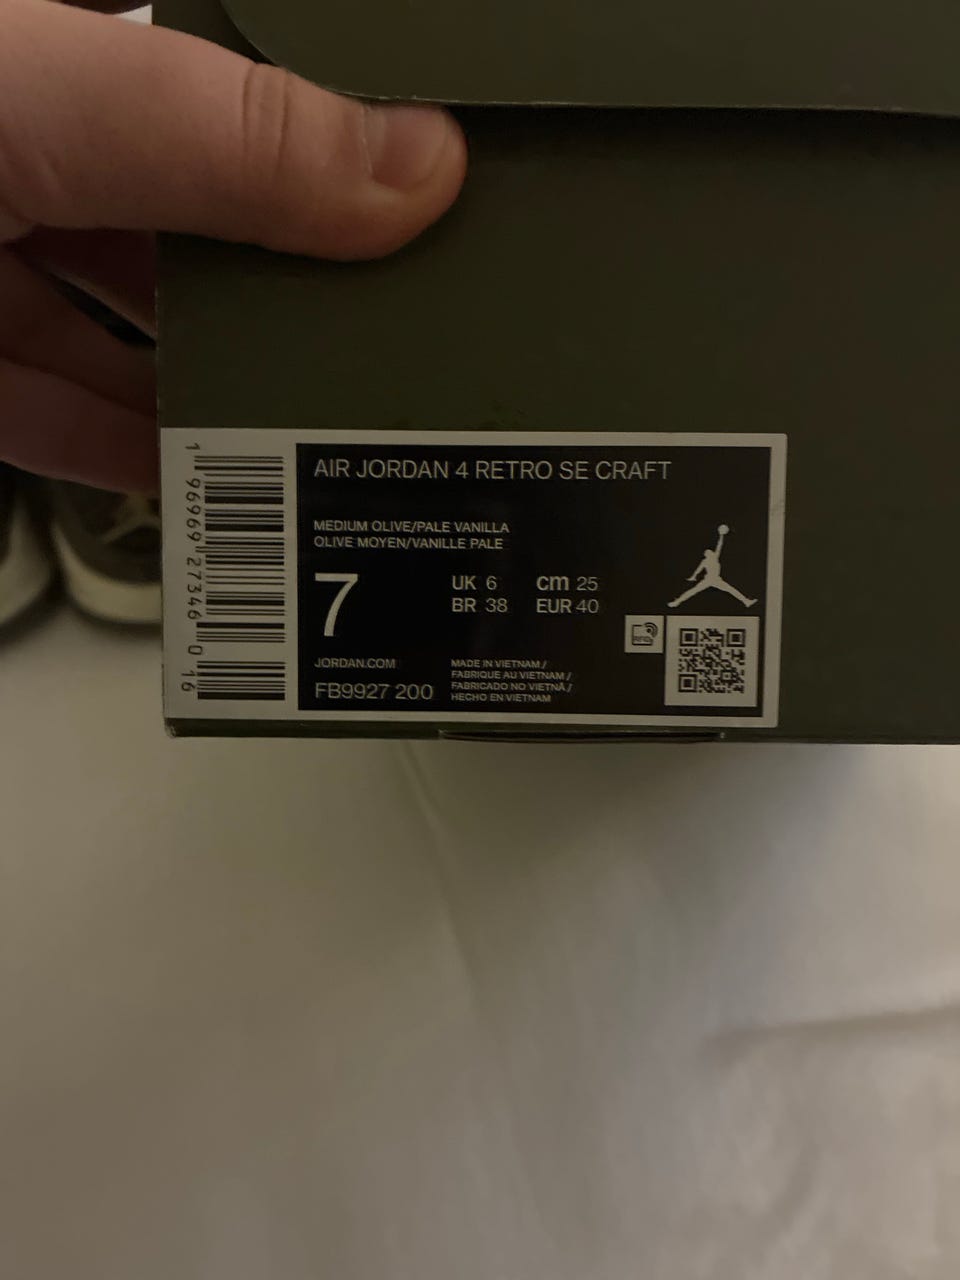 AIR JORDAN 4 RETRO SE CRAFT
MEDIUM OLIVE/PALE VANILLA
OLIVE MOYEN/VANILLE PALE
7
UK 6 cm 25
BR 38 EUR 40
RFID
JORDAN.COM
FB9927 200
MADE IN VIETNAM /
FABRIQUE AU VIETNAM /
FABRICADO NO VIETNÃ /
HECHO EN VIETNAM
1 96969 27346 0 16